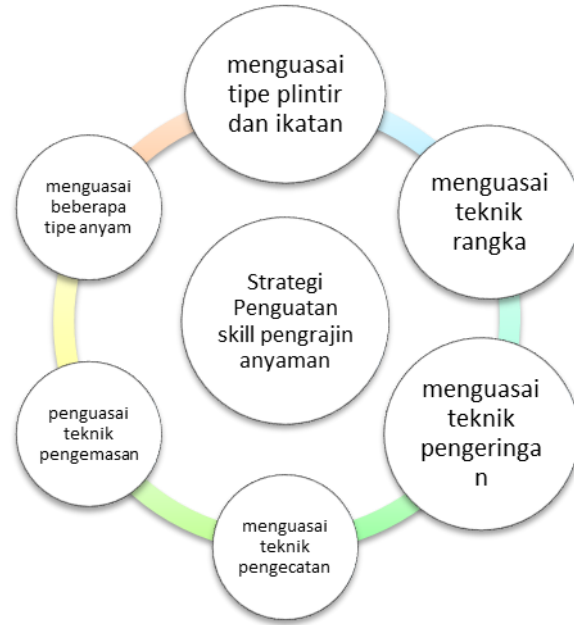 menguasai
tipe plintir
dan ikatan
menguasai
teknik
rangka
menguasai
teknik
pengeringa
n
menguasai
teknik
pengecatan
penguasai
teknik
pengemasan
menguasai
beberapa
tipe anyam
Strategi
Penguatan
skill pengrajin
anyaman